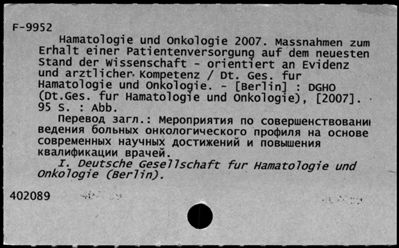 F-9952
Hamatologie und Onkologie 2007. Massnahmen zum
Erhalt einer Patientenversorgung auf dem neuesten
Stand der Wissenschaft - orientiert an Evidenz
und arztlicher Kompetenz / Dt. Ges. fur
Hamatologie und Onkologie. - [Berlin] : DGHO
(Dt.Ges. fur Hamatologie und Onkologie), [2007]. -
95 S. : Abb.
Перевод загл.: Мероприятия по совершенствовани
ведения больных онкологического профиля на основе
современных научных достижений и повышения
квалификации врачей.
I. Deutsche Gesellschaft fur Hamatologie und
Onkologie (Berlin).
402089